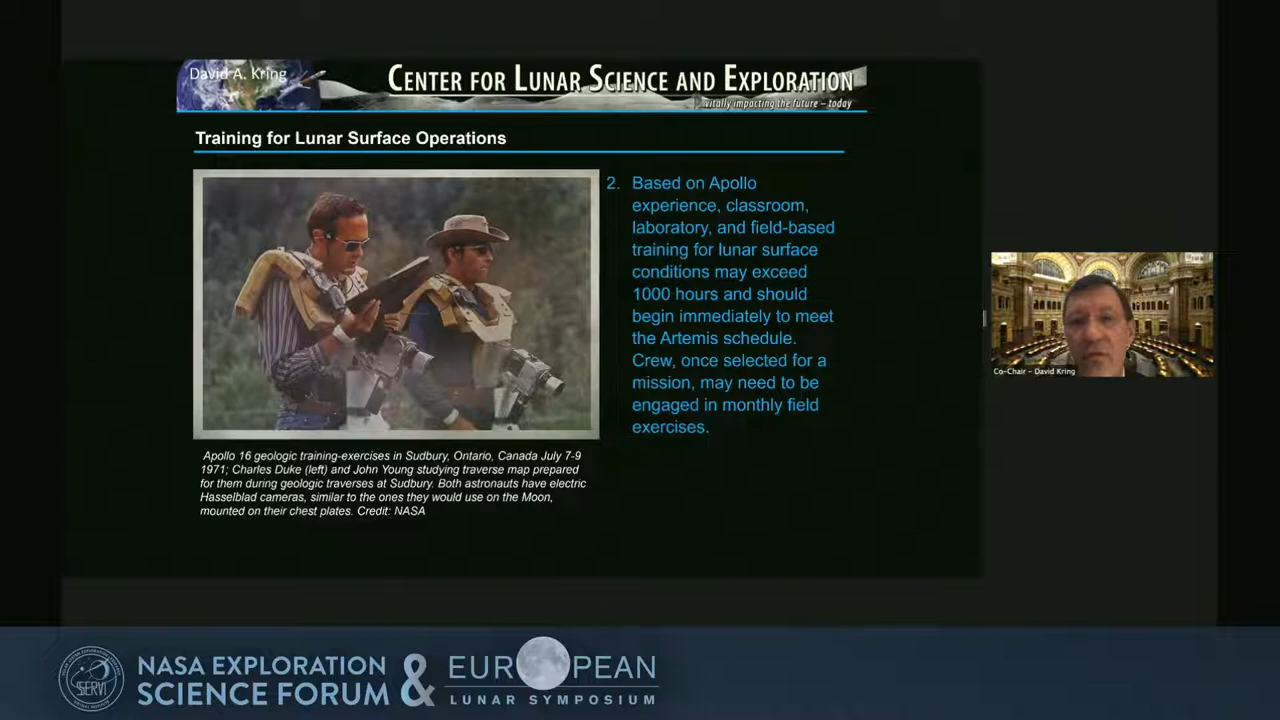 David A. Kring
CENTER FOR LUNAR SCIENCE AND EXPLORATION
...vitally impacting the future – today
Training for Lunar Surface Operations
2. Based on Apollo
experience, classroom,
laboratory, and field-based
training for lunar surface
conditions may exceed
1000 hours and should
begin immediately to meet
the Artemis schedule.
Crew, once selected for a
mission, may need to be
engaged in monthly field
exercises.
Apollo 16 geologic training-exercises in Sudbury, Ontario, Canada July 7-9
1971; Charles Duke (left) and John Young studying traverse map prepared
for them during geologic traverses at Sudbury. Both astronauts have electric
Hasselblad cameras, similar to the ones they would use on the Moon,
mounted on their chest plates. Credit: NASA
Co-Chair - David Kring
SERVI
NASA EXPLORATION
SCIENCE FORUM
&
EUROPEAN
LUNAR SYMPOSIUM